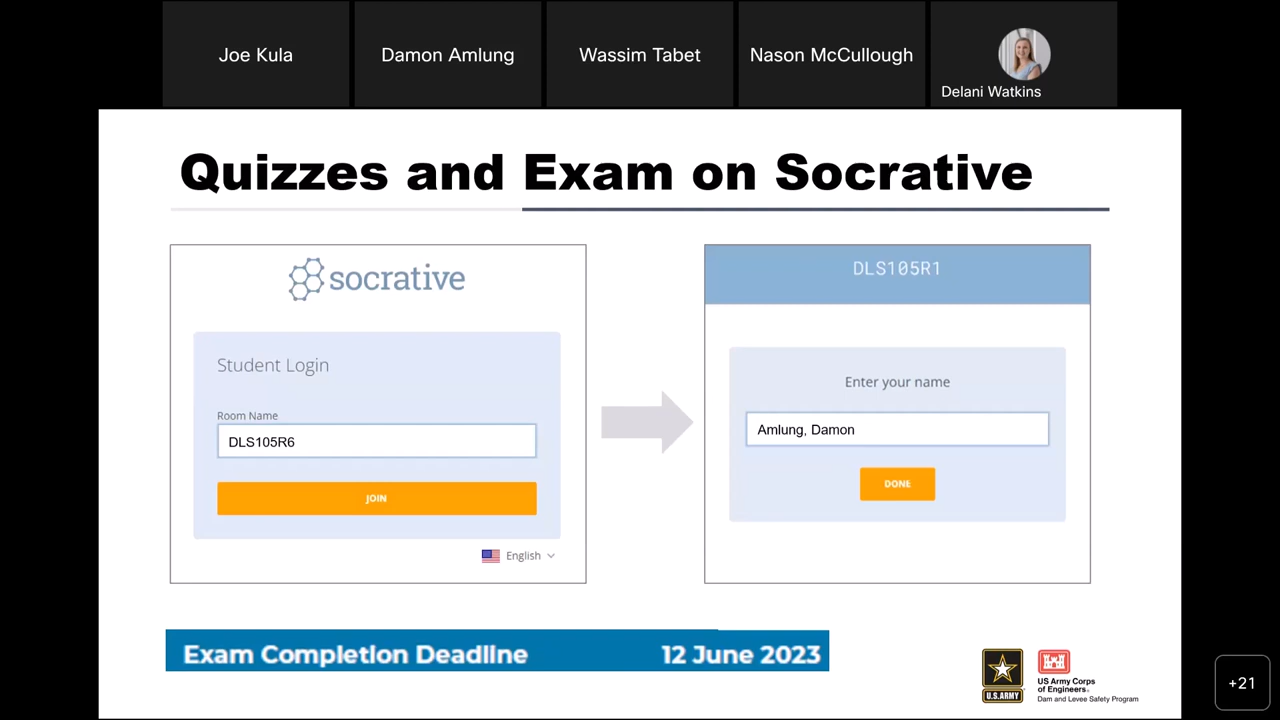 Joe Kula
Damon Amlung
Wassim Tabet
Nason McCullough
Delani Watkins
Quizzes and Exam on Socrative
socrative
Student Login
Room Name
DLS105R6
JOIN
English
DLS105R1
Enter your name
Amlung, Damon
DONE
Exam Completion Deadline 12 June 2023
U.S.ARMY
US Army Corps
of Engineers®
Dam and Levee Safety Program
+21